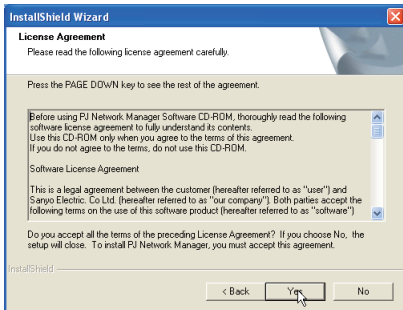 InstallShield Wizard
License Agreement
Please read the following license agreement carefully.
Press the PAGE DOWN key to see the rest of the agreement.
Before using PJ Network Manager Software CD-ROM, thoroughly read the following
software license agreement to fully understand its contents.
Use this CD-ROM only when you agree to the terms of this agreement.
If you do not agree to the terms, do not use this CD-ROM.
Software License Agreement
This is a legal agreement between the customer (hereafter referred to as "user") and
Sanyo Electric. Co Ltd. (hereafter referred to as "our company"). Both parties accept the
following terms on the use of this software product (hereafter referred to as "software")
Do you accept all the terms of the preceding License Agreement? If you choose No, the
setup will close. To install PJ Network Manager, you must accept this agreement.
InstallShield
< Back Yes No